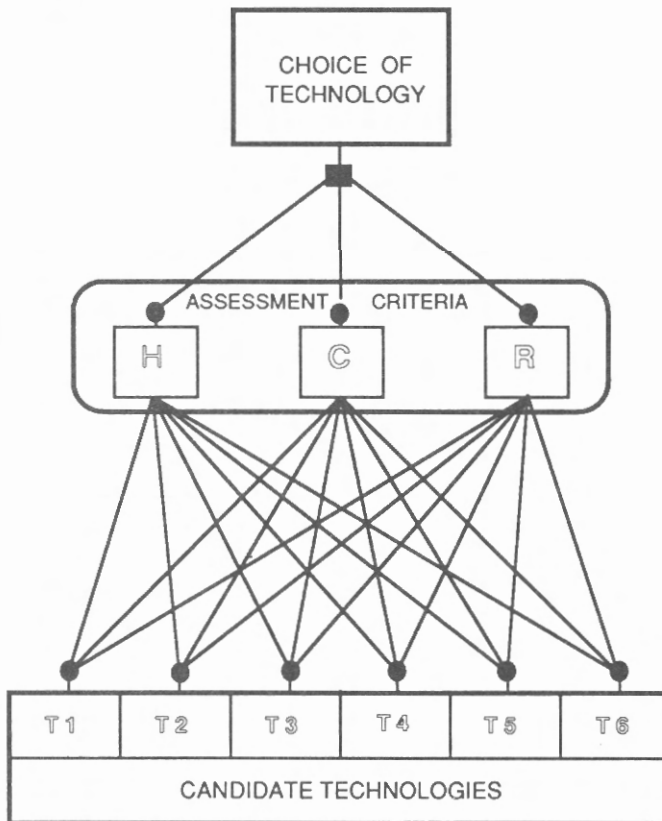 CHOICE OF
TECHNOLOGY
ASSESSMENT CRITERIA
H C R
T1 T2 T3 T4 T5 T6
CANDIDATE TECHNOLOGIES